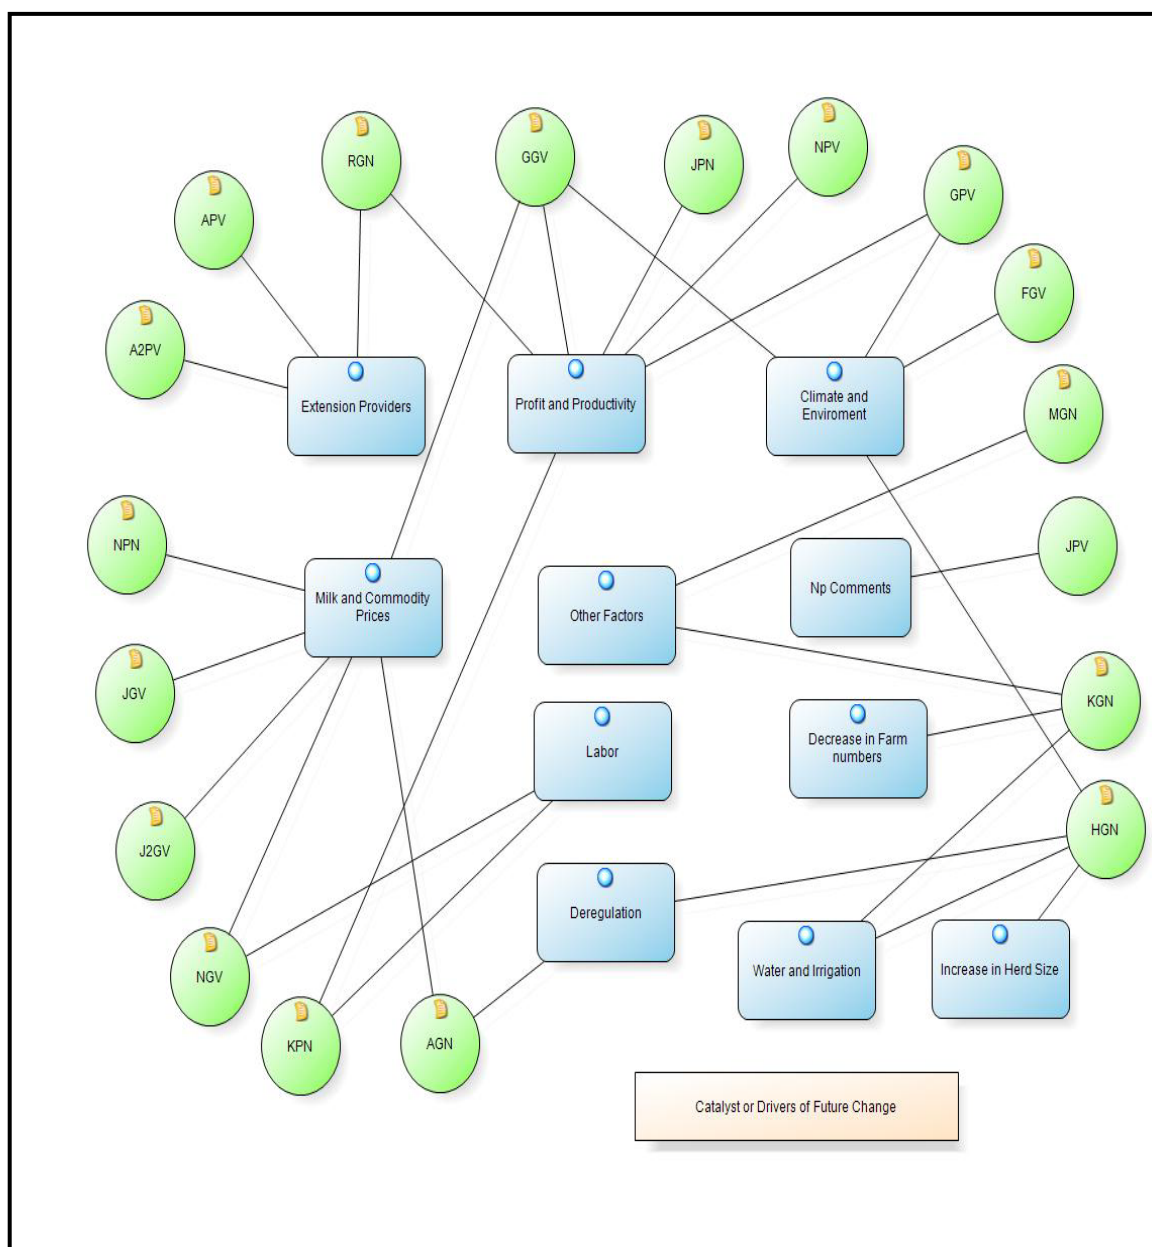 RGN
GGV
JPN
NPV
APV
GPV
FGV
A2PV
Extension Providers
Profit and Productivity
Climate and
Enviroment
MGN
NPN
JPV
Milk and Commodity
Prices
Other Factors
Np Comments
JGV
KGN
Labor
Decrease in Farm
numbers
J2GV
HGN
Deregulation
NGV
Water and Irrigation
Increase in Herd Size
KPN
AGN
Catalyst or Drivers of Future Change